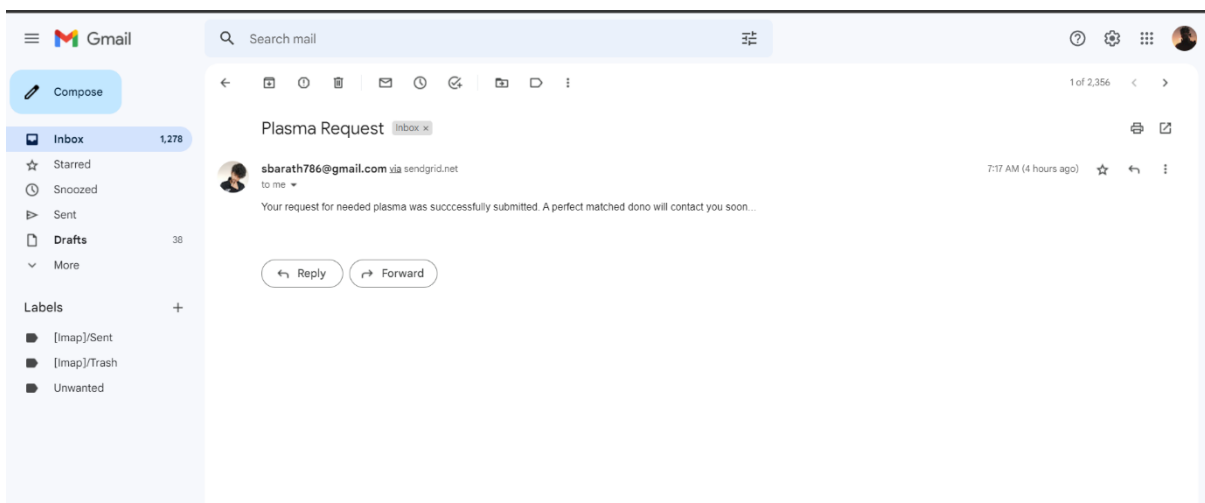 Gmail
Search mail
Compose
1 of 2,356
Inbox 1,278
Starred
Snoozed
Sent
Drafts 38
More
Labels
[Imap]/Sent
[Imap]/Trash
Unwanted
Plasma Request Inbox x
sbarath786@gmail.com via sendgrid.net
7:17 AM (4 hours ago)
to me
Your request for needed plasma was succcessfully submitted. A perfect matched dono will contact you soon...
Reply Forward